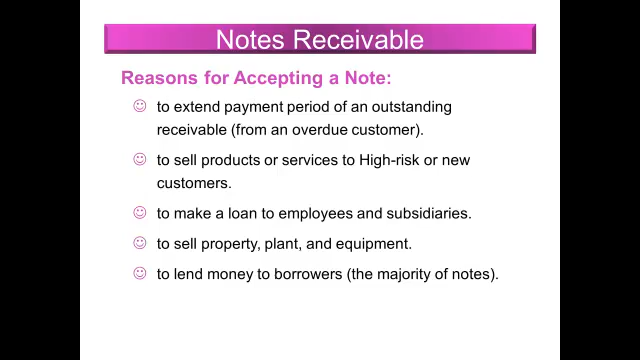 Notes Receivable
Reasons for Accepting a Note:
to extend payment period of an outstanding
receivable (from an overdue customer).
to sell products or services to High-risk or new
customers.
to make a loan to employees and subsidiaries.
to sell property, plant, and equipment.
to lend money to borrowers (the majority of notes).